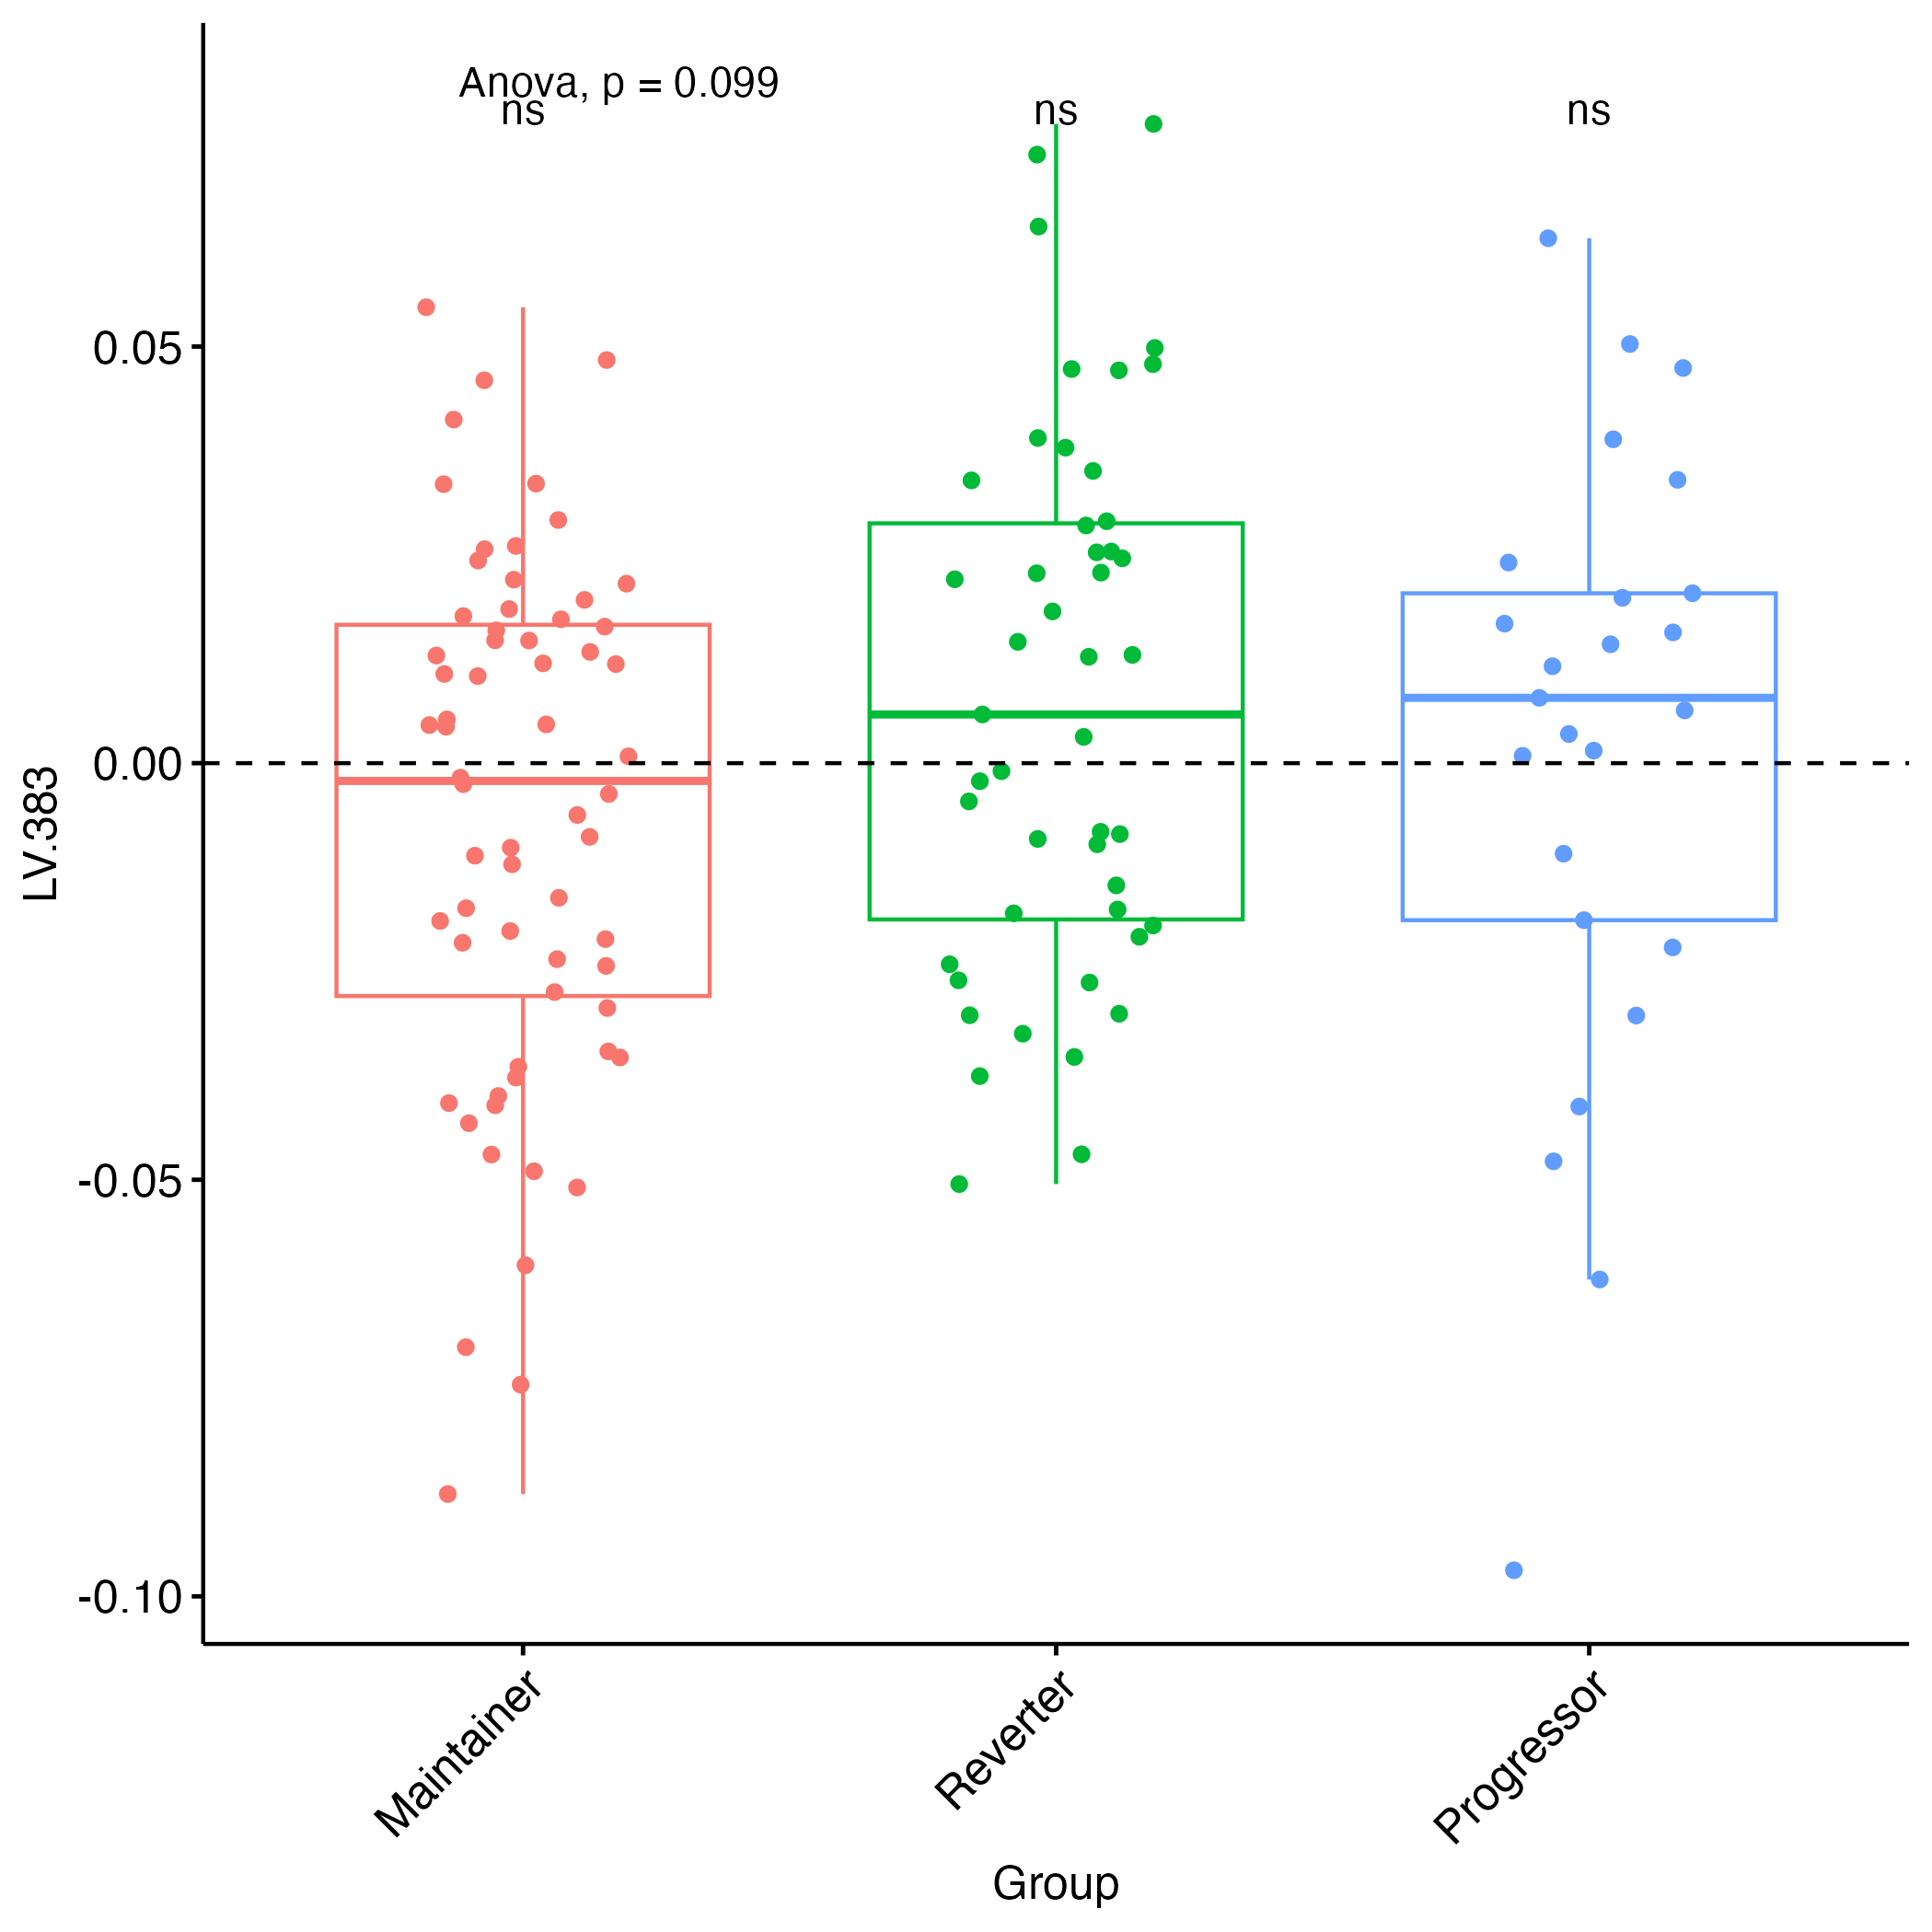 Anova, p = 0.099
ns
ns
ns
0.05
0.00
-0.05
-0.10
LV.383
Maintainer
Reverter
Progressor
Group